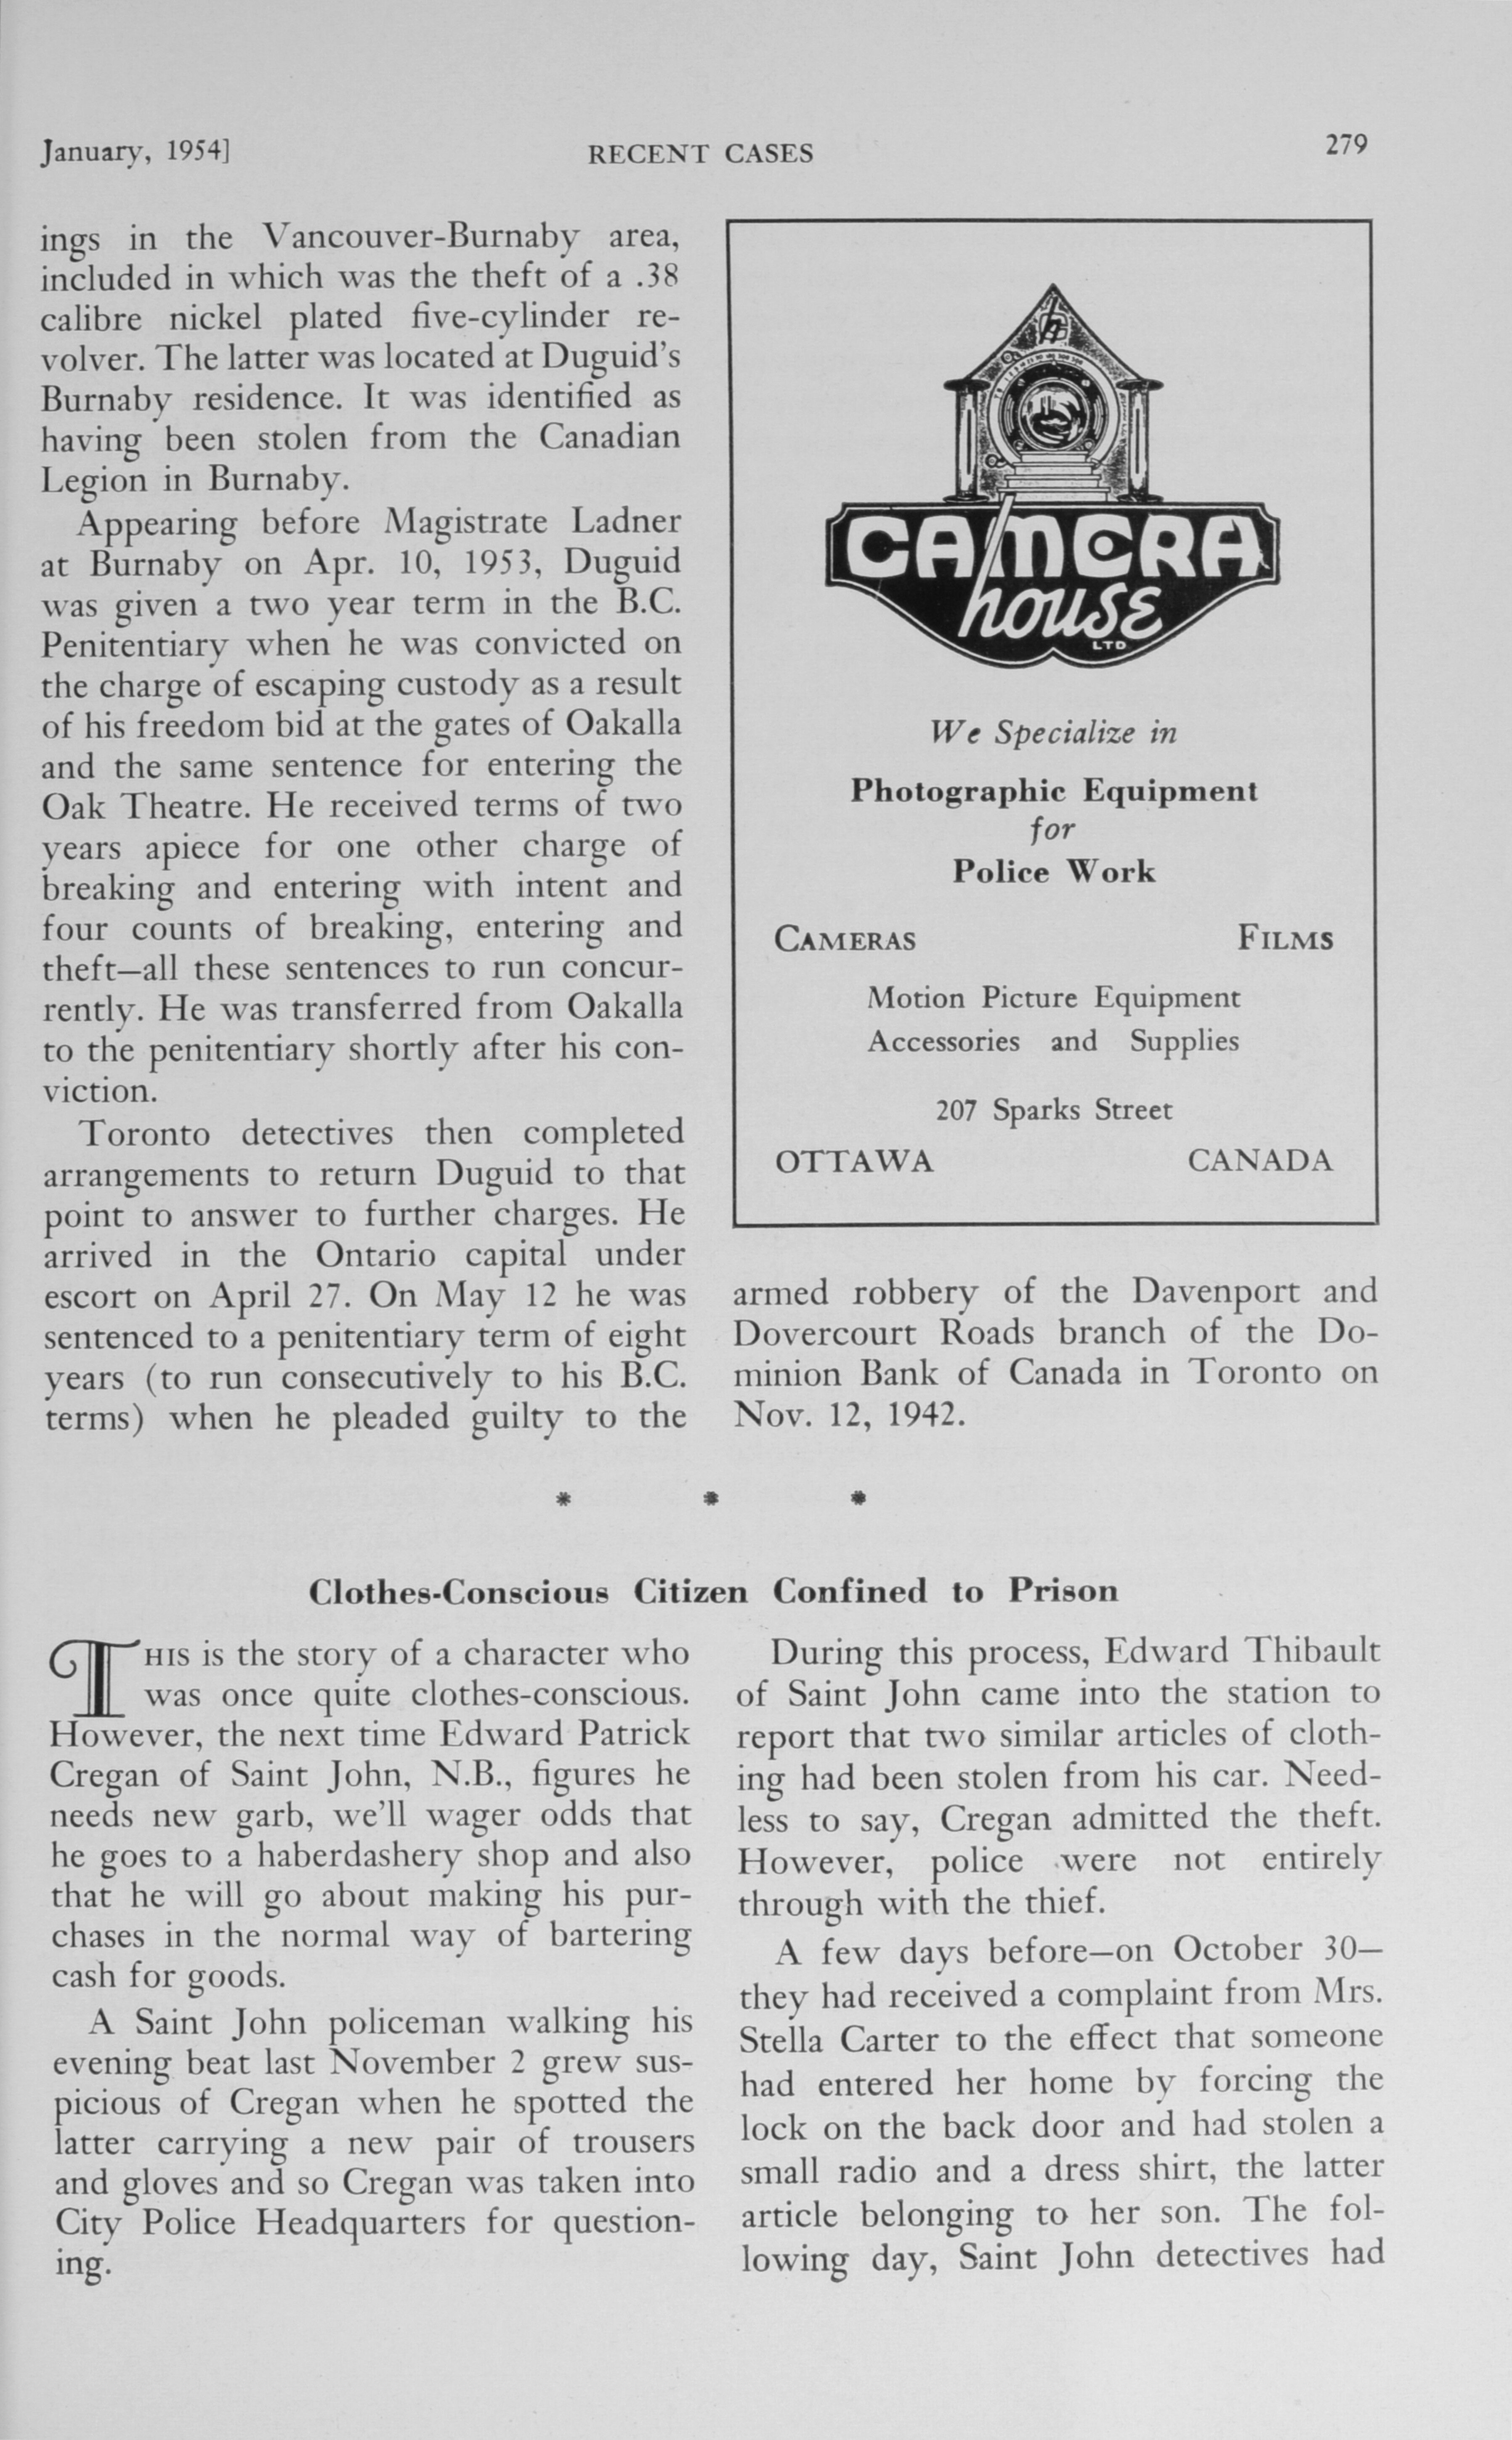 January, 1954]
RECENT CASES
279
ings in the Vancouver-Burnaby area,
included in which was the theft of a .38
calibre nickel plated five-cylinder re-
volver. The latter was located at Duguid's
Burnaby residence. It was identified as
having been stolen from the Canadian
Legion in Burnaby.
Appearing before Magistrate Ladner
at Burnaby on Apr. 10, 1953, Duguid
was given a two year term in the B.C.
Penitentiary when he was convicted on
the charge of escaping custody as a result
of his freedom bid at the gates of Oakalla
and the same sentence for entering the
Oak Theatre. He received terms of two
years apiece for one other charge of
breaking and entering with intent and
four counts of breaking, entering and
theft—all these sentences to run concur-
rently. He was transferred from Oakalla
to the penitentiary shortly after his con-
viction.
Toronto detectives then completed
arrangements to return Duguid to that
point to answer to further charges. He
arrived in the Ontario capital under
escort on April 27. On May 12 he was
sentenced to a penitentiary term of eight
years (to run consecutively to his B.C.
terms) when he pleaded guilty to the
CAMERA
house
LTD
We Specialize in
Photographic Equipment
for
Police Work
CAMERAS FILMS
Motion Picture Equipment
Accessories and Supplies
207 Sparks Street
OTTAWA CANADA
armed robbery of the Davenport and
Dovercourt Roads branch of the Do-
minion Bank of Canada in Toronto on
Nov. 12, 1942.
* * *
Clothes-Conscious Citizen Confined to Prison
THIS is the story of a character who
was once quite clothes-conscious.
However, the next time Edward Patrick
Cregan of Saint John, N.B., figures he
needs new garb, we'll wager odds that
he goes to a haberdashery shop and also
that he will go about making his pur-
chases in the normal way of bartering
cash for goods.
A Saint John policeman walking his
evening beat last November 2 grew sus-
picious of Cregan when he spotted the
latter carrying a new pair of trousers
and gloves and so Cregan was taken into
City Police Headquarters for question-
ing.
During this process, Edward Thibault
of Saint John came into the station to
report that two similar articles of cloth-
ing had been stolen from his car. Need-
less to say, Cregan admitted the theft.
However, police were not entirely
through with the thief.
A few days before—on October 30—
they had received a complaint from Mrs.
Stella Carter to the effect that someone
had entered her home by forcing the
lock on the back door and had stolen a
small radio and a dress shirt, the latter
article belonging to her son. The fol-
lowing day, Saint John detectives had